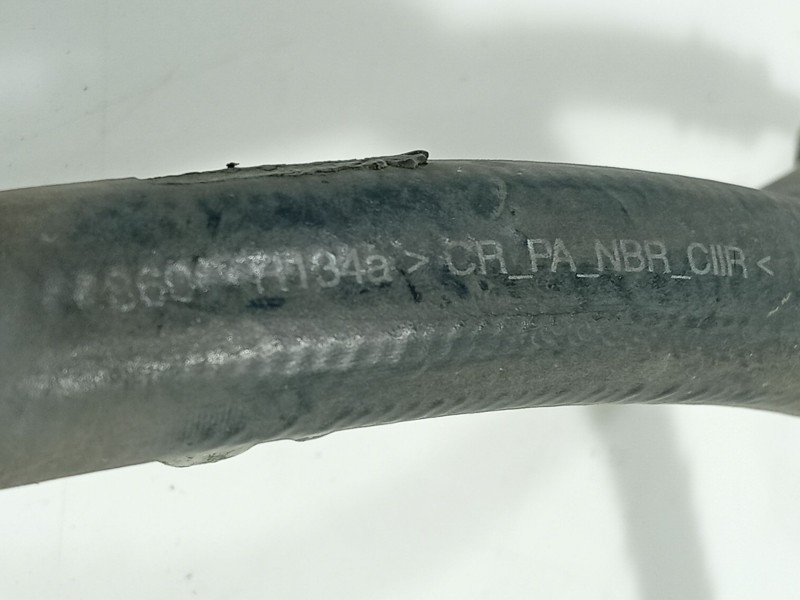 R134a > CR_PA_NBR_CIIR <